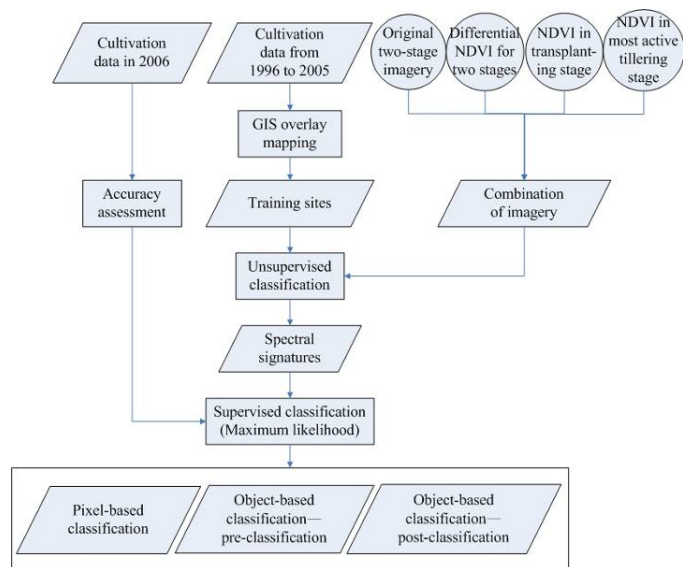 Cultivation
data in 2006
Cultivation
data from
1996 to 2005
Original
two-stage
imagery
Differential
NDVI for
two stages
NDVI in
transplant-
ing stage
NDVI in
most active
tillering
stage
GIS overlay
mapping
Accuracy
assessment
Training sites
Combination
of imagery
Unsupervised
classification
Spectral
signatures
Supervised classification
(Maximum likelihood)
Pixel-based
classification
Object-based
classification—
pre-classification
Object-based
classification—
post-classification